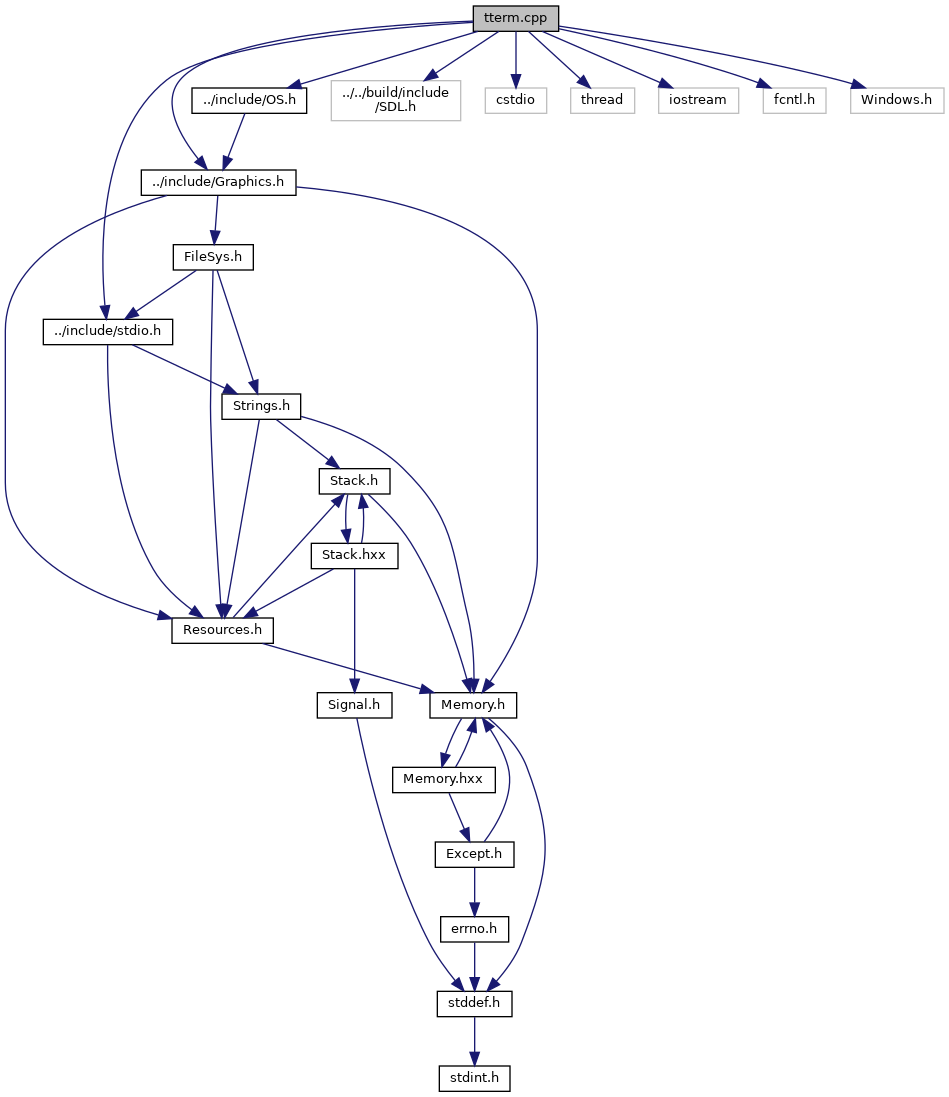 tterm.cpp
../include/OS.h
../../build/include
/SDL.h
cstdio
thread
iostream
fcntl.h
Windows.h
../include/Graphics.h
FileSys.h
../include/stdio.h
Strings.h
Stack.h
Stack.hxx
Resources.h
Signal.h
Memory.h
Memory.hxx
Except.h
errno.h
stddef.h
stdint.h